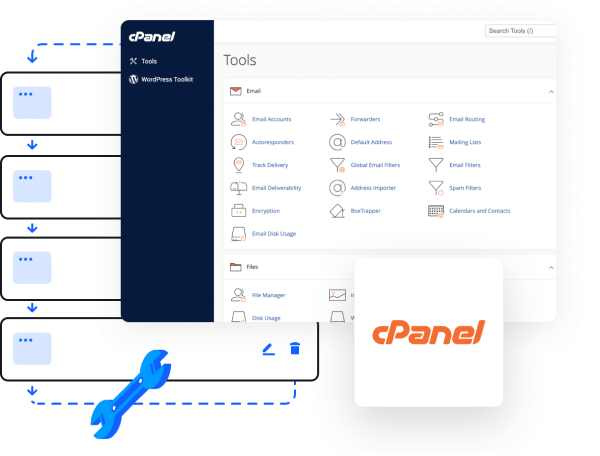 cPanel
Search Tools (/)
Tools
WordPress Toolkit
Tools
Email
Email Accounts
Forwarders
Email Routing
Autoresponders
Default Address
Mailing Lists
Track Delivery
Global Email Filters
Email Filters
Email Deliverability
Address Importer
Spam Filters
Encryption
BoxTrapper
Calendars and Contacts
Email Disk Usage
Files
File Manager
Disk Usage
cPanel